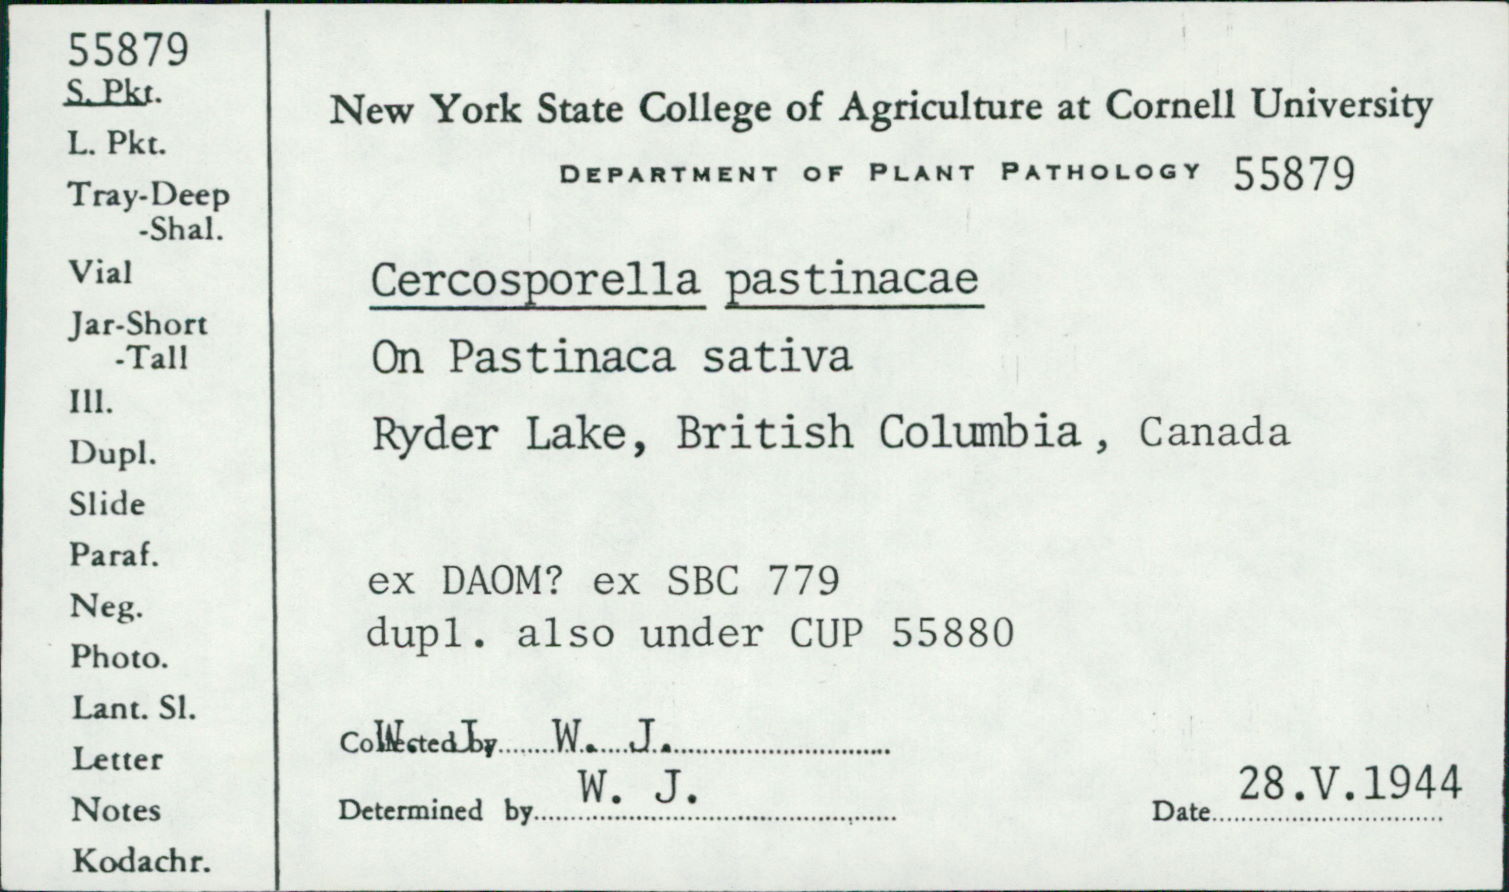 55879
S. Pkt.
L. Pkt.
Tray-Deep
-Shal.
Vial
Jar-Short
-Tall
Ill.
Dupl.
Slide
Paraf.
Neg.
Photo.
Lant. Sl.
Letter
Notes
Kodachr.
New York State College of Agriculture at Cornell University
DEPARTMENT OF PLANT PATHOLOGY 55879
Cercosporella pastinacae
On Pastinaca sativa
Ryder Lake, British Columbia, Canada
ex DAOM? ex SBC 779
dupl. also under CUP 55880
Collected by W. J.
Determined by W. J.
Date 28.V.1944